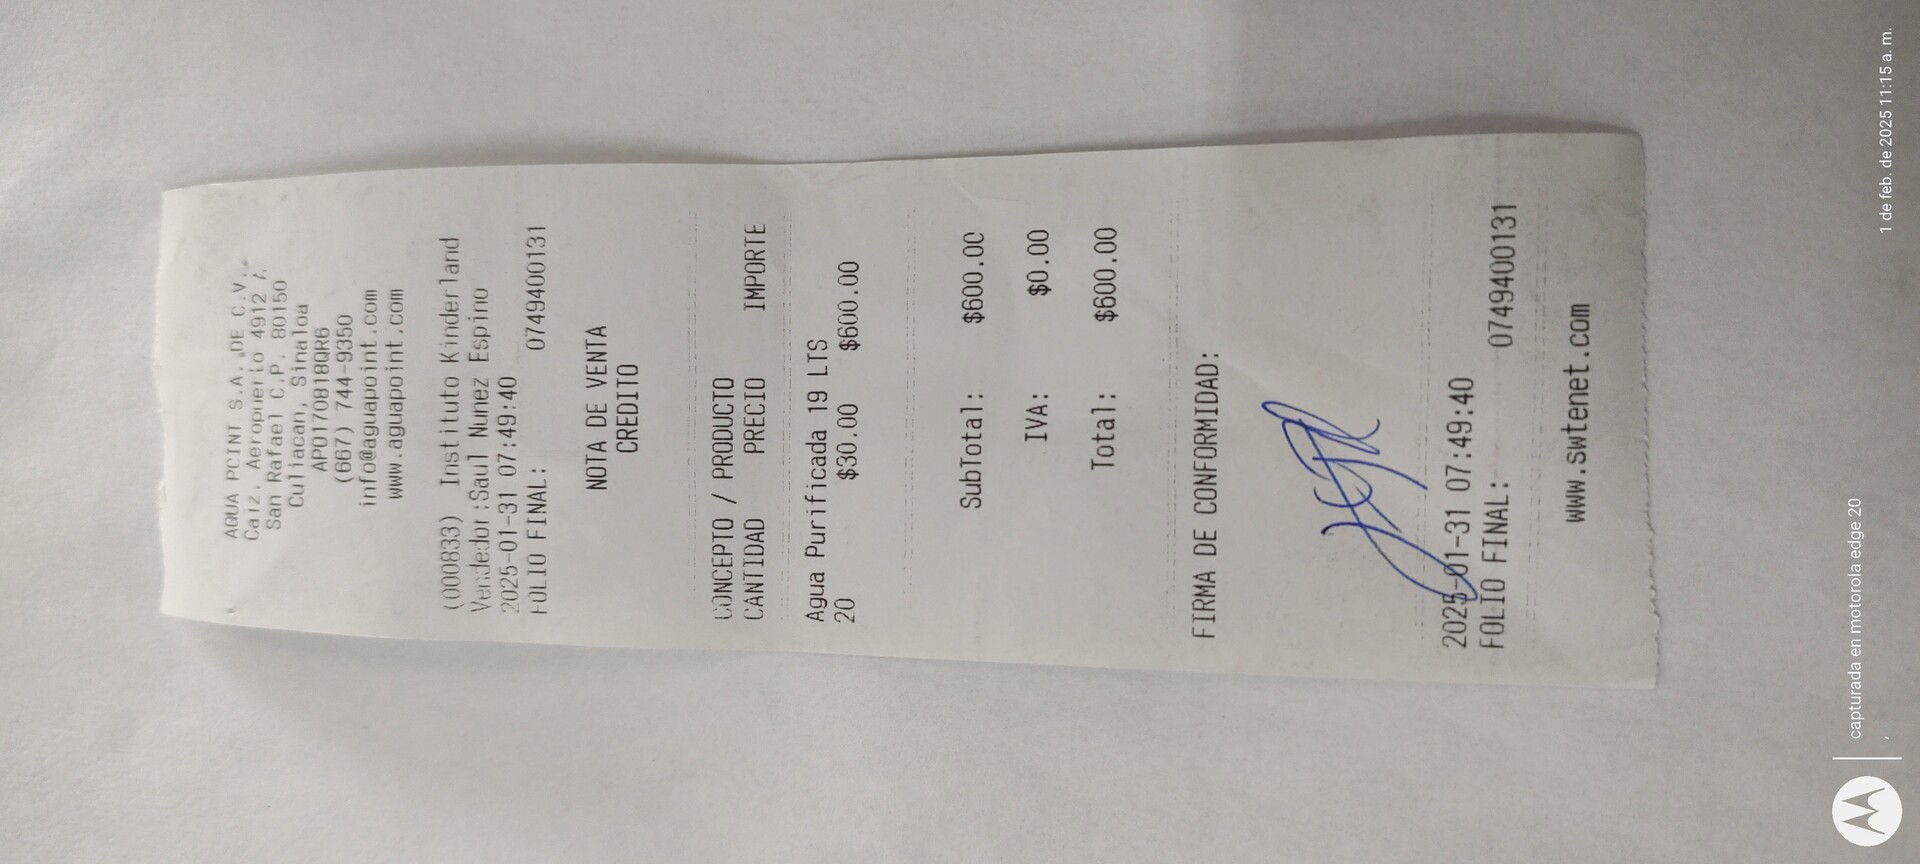 AQUA POINT S.A. DE C.V.
Calz. Aeropuerto 4912 A.
San Rafael C.P. 80150
Culiacan, Sinaloa
APO170818QR6
(667) 744-9350
info@aguapoint.com
www.aguapoint.com
(000833) Instituto Kinderland
Vendedor:Saul Nunez Espino
2025-01-31 07:49:40
FOLIO FINAL: 0749400131
NOTA DE VENTA
CREDITO
CONCEPTO / PRODUCTO
CANTIDAD PRECIO IMPORTE
Agua Purificada 19 LTS
20 $30.00 $600.00
SubTotal: $600.00
IVA: $0.00
Total: $600.00
FIRMA DE CONFORMIDAD:
2025-01-31 07:49:40
FOLIO FINAL: 0749400131
www.swtenet.com
capturada en motorola edge 20
1 de feb. de 2025 11:15 a. m.